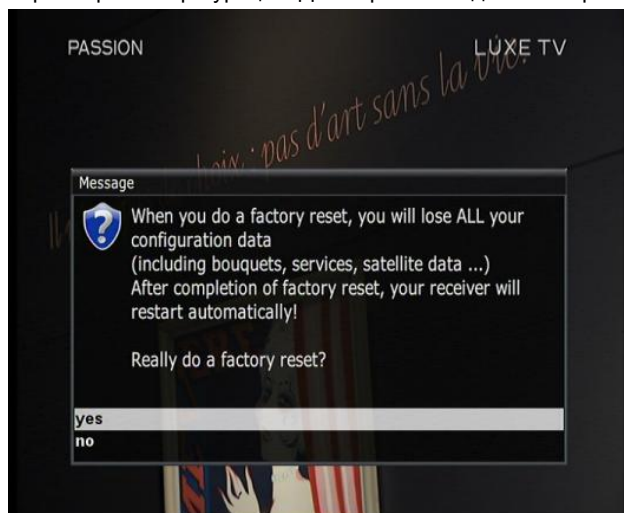 PASSION
LUXE TV
pas d'art sans la vie.
Message
When you do a factory reset, you will lose ALL your
configuration data
(including bouquets, services, satellite data ...)
After completion of factory reset, your receiver will
restart automatically!
Really do a factory reset?
yes
no